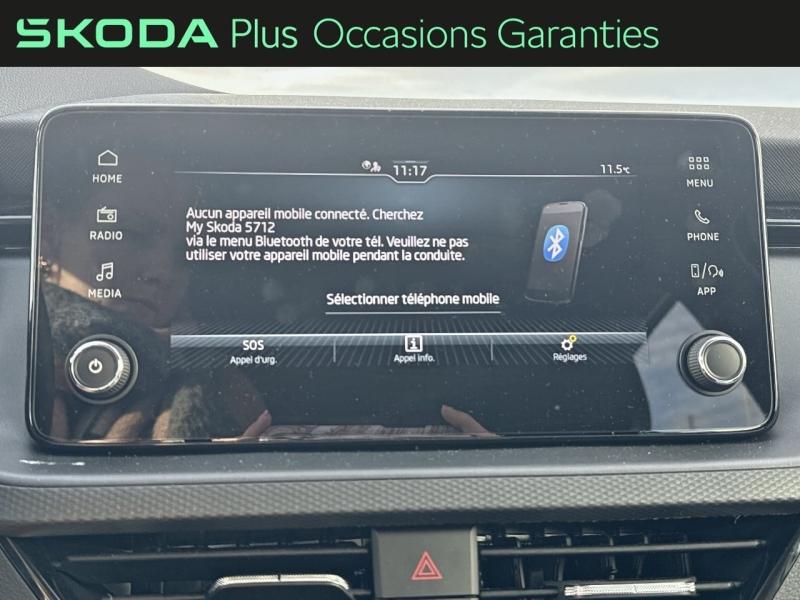 SKODA Plus Occasions Garanties
11:17
11.5°C
HOME
RADIO
MEDIA
Aucun appareil mobile connecté. Cherchez
My Skoda 5712
via le menu Bluetooth de votre tél. Veuillez ne pas
utiliser votre appareil mobile pendant la conduite.
Sélectionner téléphone mobile
SOS
Appel d'urg.
i
Appel info.
Réglages
MENU
PHONE
APP